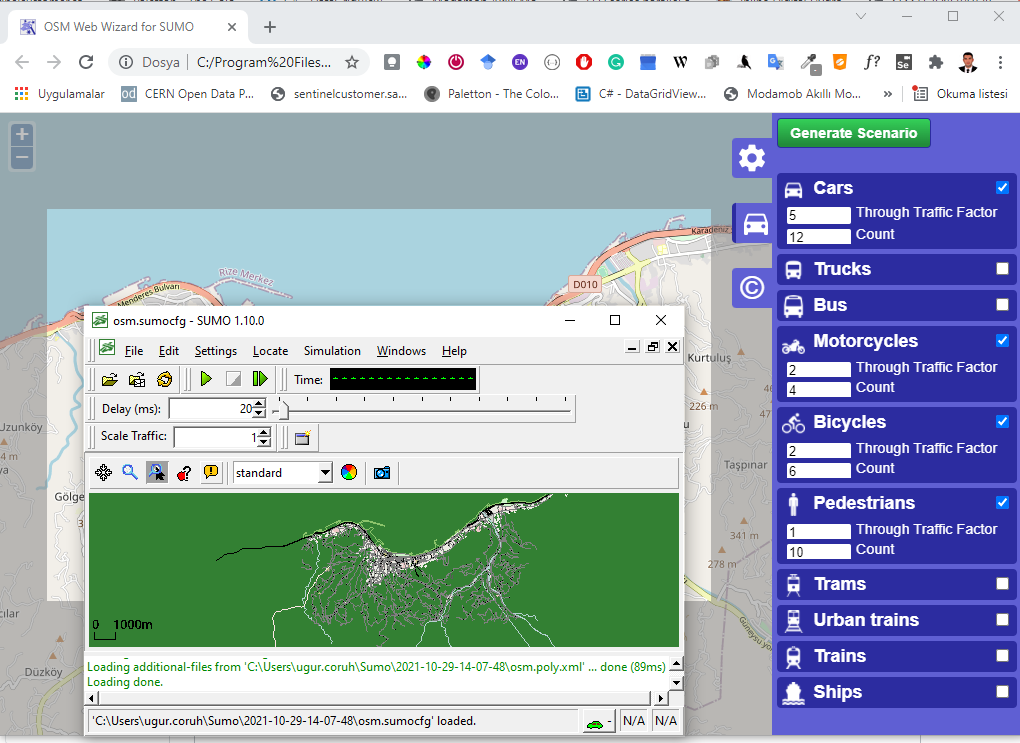 OSM Web Wizard for SUMO
Dosya
C:/Program%20Files...
EN
W
f?
Se
Uygulamalar
od
CERN Open Data P...
sentinelcustomer.sa...
Paletton - The Colo...
C# - DataGridView...
Modamob Akıllı Mo...
»
Okuma listesi
+
−
Generate Scenario
Cars
5 Through Traffic Factor
12 Count
Trucks
Bus
Motorcycles
2 Through Traffic Factor
4 Count
Bicycles
2 Through Traffic Factor
6 Count
Pedestrians
1 Through Traffic Factor
10 Count
Trams
Urban trains
Trains
Ships
©
Karadeniz
Rize Merkez
Menderes Bulvarı
D010
Kurtuluş
226 m
Taşpınar
341 m
278 m
Güneysu
Uzunköy
Gölge
cılar
Düzköy
osm.sumocfg - SUMO 1.10.0
File Edit Settings Locate Simulation Windows Help
Time:
Delay (ms): 20
Scale Traffic: 1
standard
0 1000m
Loading additional-files from 'C:\Users\ugur.coruh\Sumo\2021-10-29-14-07-48\osm.poly.xml' ... done (89ms)
Loading done.
'C:\Users\ugur.coruh\Sumo\2021-10-29-14-07-48\osm.sumocfg' loaded.
N/A N/A